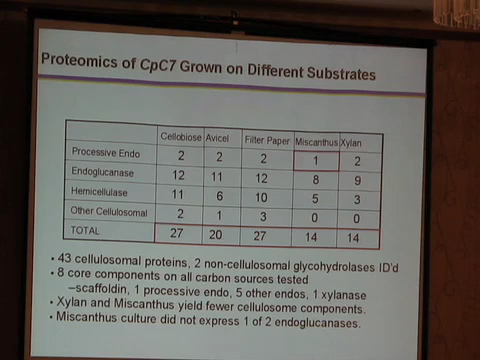 Proteomics of CpC7 Grown on Different Substrates
Cellobiose Avicel Filter Paper Miscanthus Xylan
Processive Endo 2 2 2 1 2
Endoglucanase 12 11 12 8 9
Hemicellulase 11 6 10 5 3
Other Cellulosomal 2 1 3 0 0
TOTAL 27 20 27 14 14
• 43 cellulosomal proteins, 2 non-cellulosomal glycohydrolases ID'd
• 8 core components on all carbon sources tested
–scaffoldin, 1 processive endo, 5 other endos, 1 xylanase
• Xylan and Miscanthus yield fewer cellulosome components.
• Miscanthus culture did not express 1 of 2 endoglucanases.